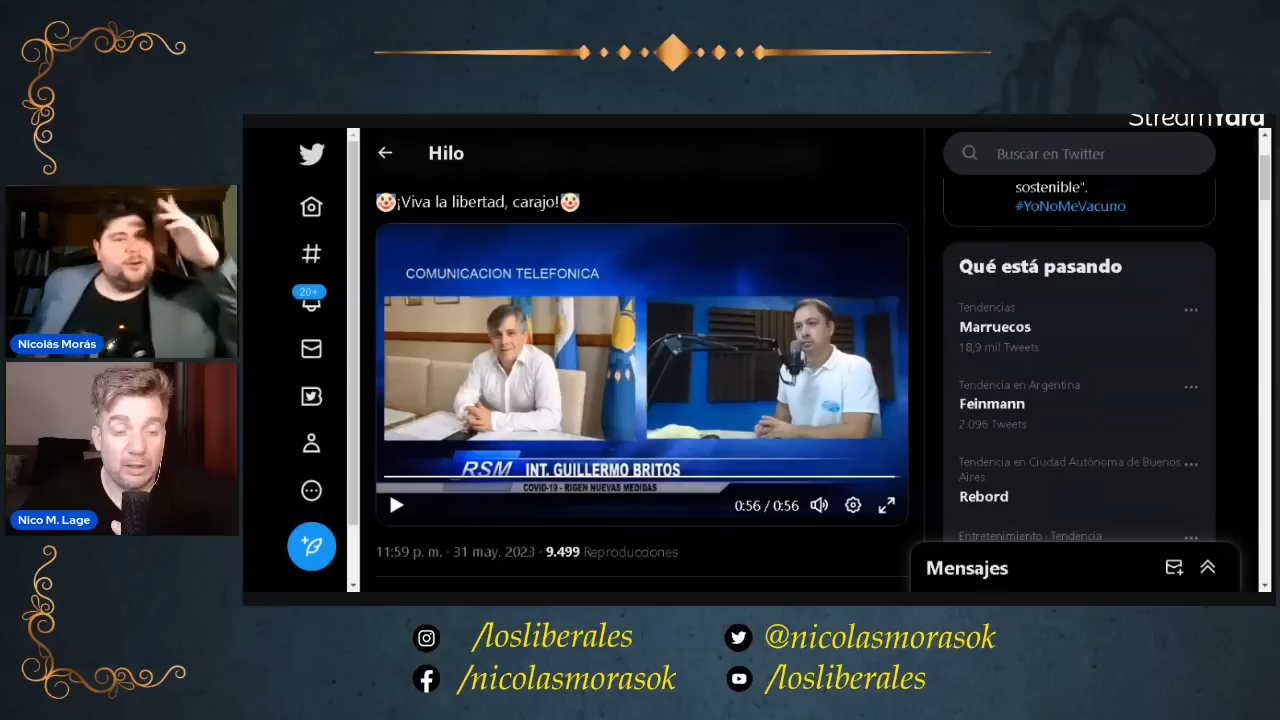 StreamYard
Hilo
Buscar en Twitter
sostenible".
#YoNoMeVacuno
🤡¡Viva la libertad, carajo!🤡
COMUNICACION TELEFONICA
RSM INT. GUILLERMO BRITOS
COVID-19 - RIGEN NUEVAS MEDIDAS
0:56 / 0:56
11:59 p. m. · 31 may. 2023 · 9.499 Reproducciones
20+
Qué está pasando
Tendencias
Marruecos
18,9 mil Tweets
Tendencia en Argentina
Feinmann
2.096 Tweets
Tendencia en Ciudad Autónoma de Buenos
Aires
Rebord
Entretenimiento · Tendencia
Mensajes
Nicolás Morás
Nico M. Lage
/losliberales
@nicolasmorasok
/nicolasmorasok
/losliberales